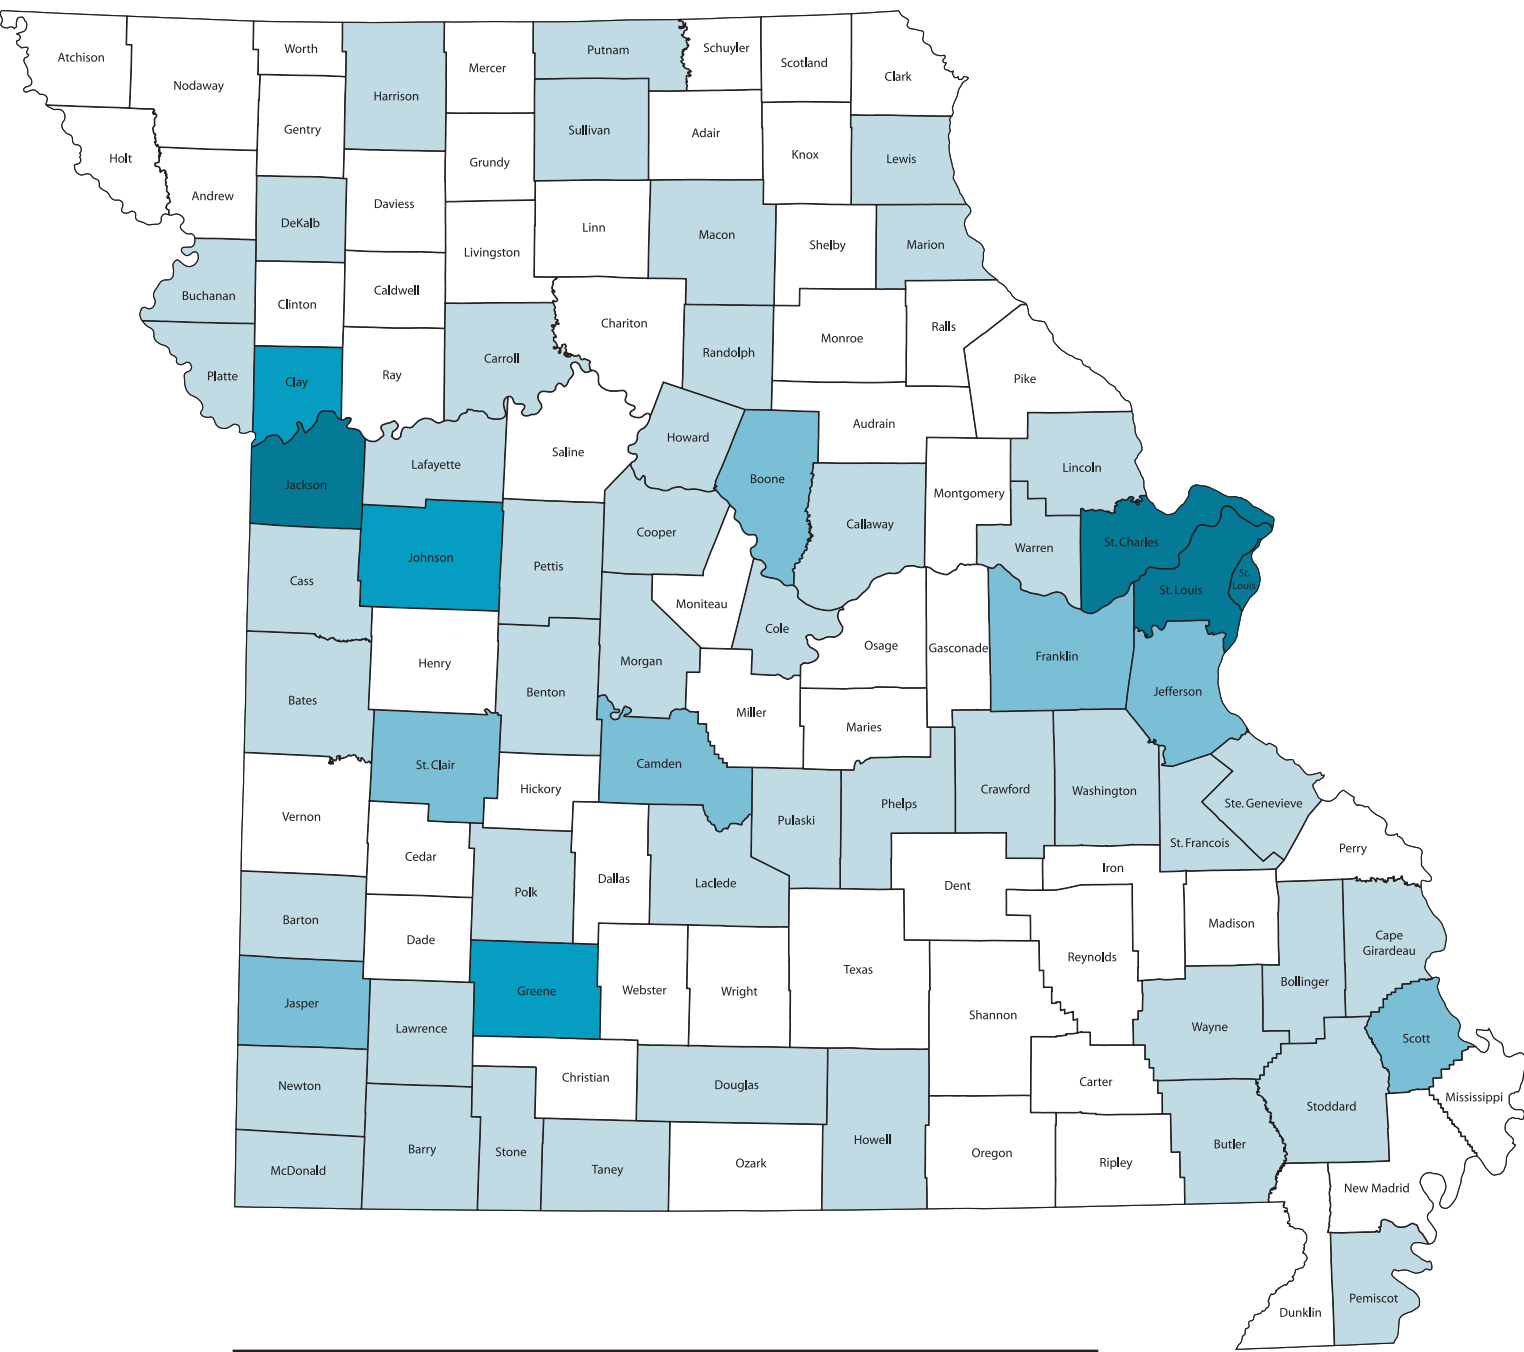 Atchison
Nodaway
Worth
Harrison
Mercer
Putnam
Schuyler
Scotland
Clark
Holt
Andrew
Gentry
Grundy
Sullivan
Adair
Knox
Lewis
DeKalb
Daviess
Livingston
Linn
Macon
Shelby
Marion
Buchanan
Clinton
Caldwell
Chariton
Randolph
Monroe
Ralls
Pike
Platte
Clay
Ray
Carroll
Saline
Howard
Boone
Audrain
Lincoln
Jackson
Lafayette
Cooper
Callaway
Montgomery
Warren
St. Charles
St. Louis
St.
Louis
Cass
Johnson
Pettis
Moniteau
Cole
Osage
Gasconade
Franklin
Jefferson
Bates
Henry
Benton
Morgan
Miller
Maries
St. Clair
Hickory
Camden
Pulaski
Phelps
Crawford
Washington
Ste. Genevieve
St. Francois
Perry
Vernon
Cedar
Polk
Dallas
Laclede
Dent
Iron
Madison
Barton
Dade
Greene
Webster
Wright
Texas
Reynolds
Bollinger
Cape
Girardeau
Jasper
Lawrence
Christian
Douglas
Shannon
Carter
Wayne
Scott
Newton
Barry
Stone
Taney
Ozark
Howell
Oregon
Ripley
Butler
Stoddard
Mississippi
McDonald
New Madrid
Dunklin
Pemiscot